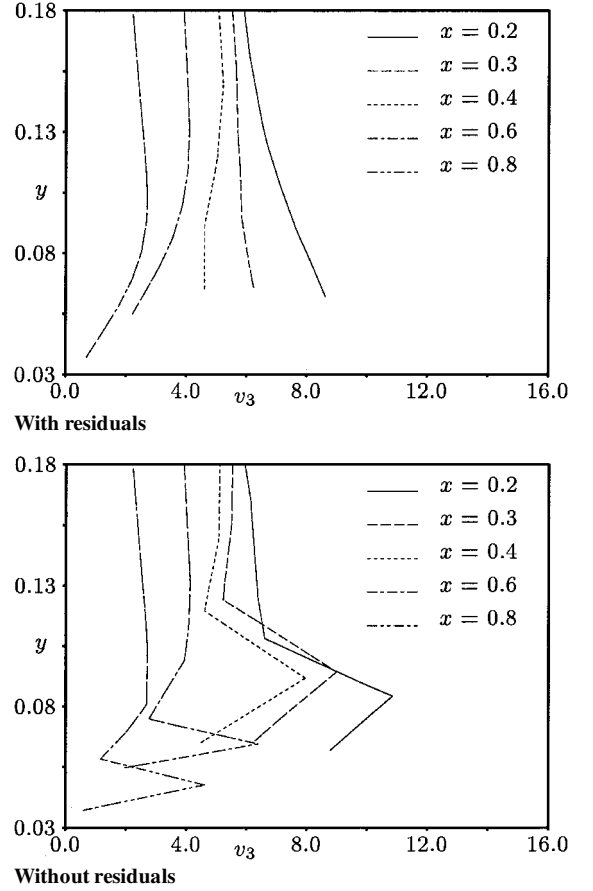 0.18
x = 0.2
x = 0.3
x = 0.4
x = 0.6
x = 0.8
0.13
y
0.08
0.03
0.0 4.0 8.0 12.0 16.0
v₃
With residuals
0.18
x = 0.2
x = 0.3
x = 0.4
x = 0.6
x = 0.8
0.13
y
0.08
0.03
0.0 4.0 8.0 12.0 16.0
v₃
Without residuals